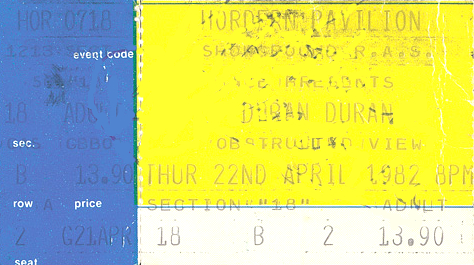 HOR 0718 HORDERN PAVILION
event code SHOWGROUND R.A.S.
PRESENTS
18 DURAN DURAN
sec. OBSTRUCTED VIEW
B 13.90 THUR 22ND APRIL 1982 8PM
row A price SECTION "18" ADULT
2 G21APR 18 B 2 13.90
seat